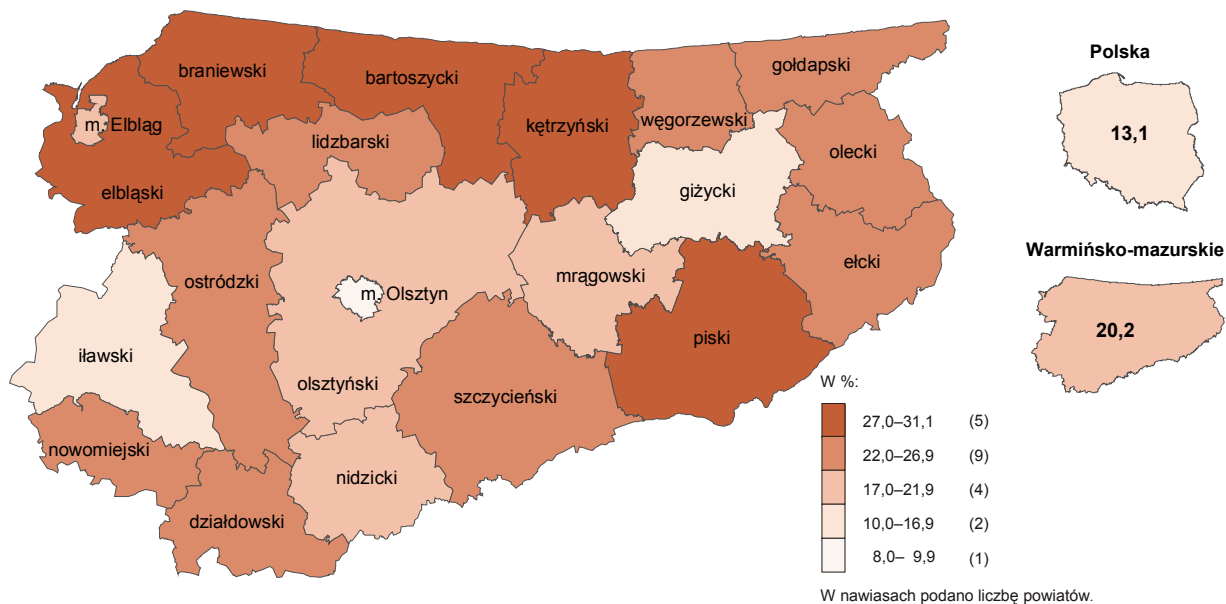 braniewski
bartoszycki
gołdapski
m. Elbląg
kętrzyński
węgorzewski
lidzbarski
olecki
elbląski
giżycki
ostródzki
mrągowski
ełcki
m. Olsztyn
iławski
piski
olsztyński
szczycieński
nowomiejski
nidzicki
działdowski
Polska
13,1
Warmińsko-mazurskie
20,2
W %:
27,0–31,1 (5)
22,0–26,9 (9)
17,0–21,9 (4)
10,0–16,9 (2)
8,0– 9,9 (1)
W nawiasach podano liczbę powiatów.